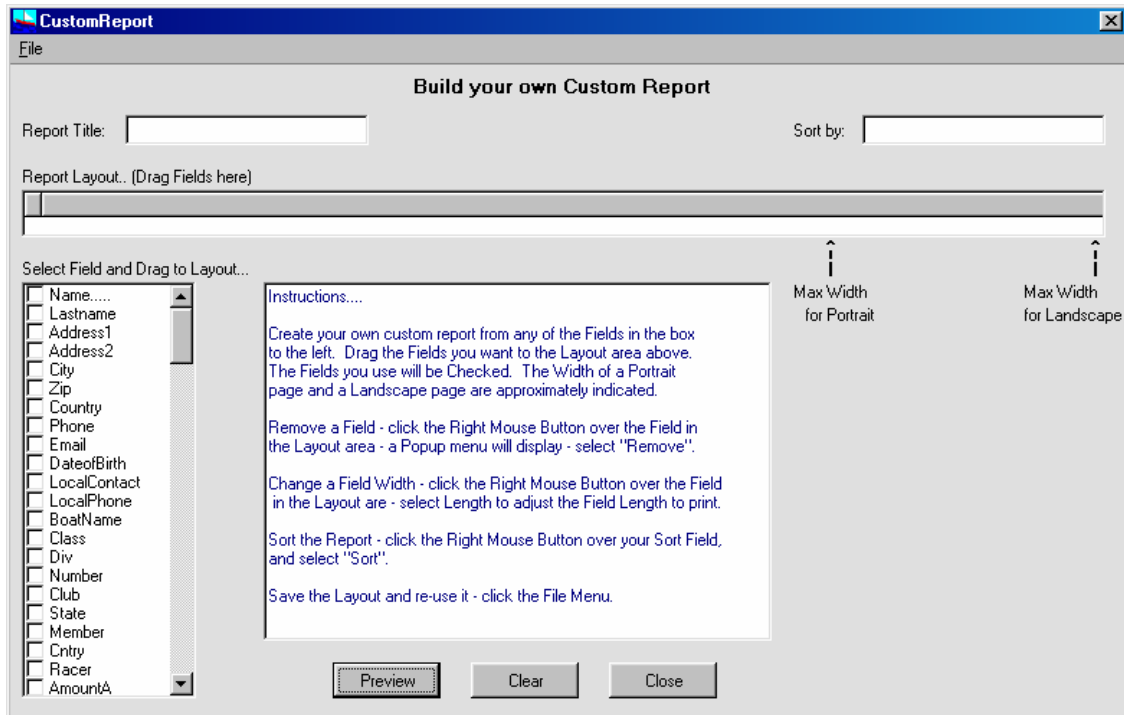 CustomReport
File
Build your own Custom Report
Report Title:
Sort by:
Report Layout.. (Drag Fields here)
Max Width
for Portrait
Max Width
for Landscape
Select Field and Drag to Layout...
Name.....
Lastname
Address1
Address2
City
Zip
Country
Phone
Email
DateofBirth
LocalContact
LocalPhone
BoatName
Class
Div
Number
Club
State
Member
Cntry
Racer
AmountA
Instructions....
Create your own custom report from any of the Fields in the box
to the left. Drag the Fields you want to the Layout area above.
The Fields you use will be Checked. The Width of a Portrait
page and a Landscape page are approximately indicated.
Remove a Field - click the Right Mouse Button over the Field in
the Layout area - a Popup menu will display - select "Remove".
Change a Field Width - click the Right Mouse Button over the Field
in the Layout are - select Length to adjust the Field Length to print.
Sort the Report - click the Right Mouse Button over your Sort Field,
and select "Sort".
Save the Layout and re-use it - click the File Menu.
Preview
Clear
Close